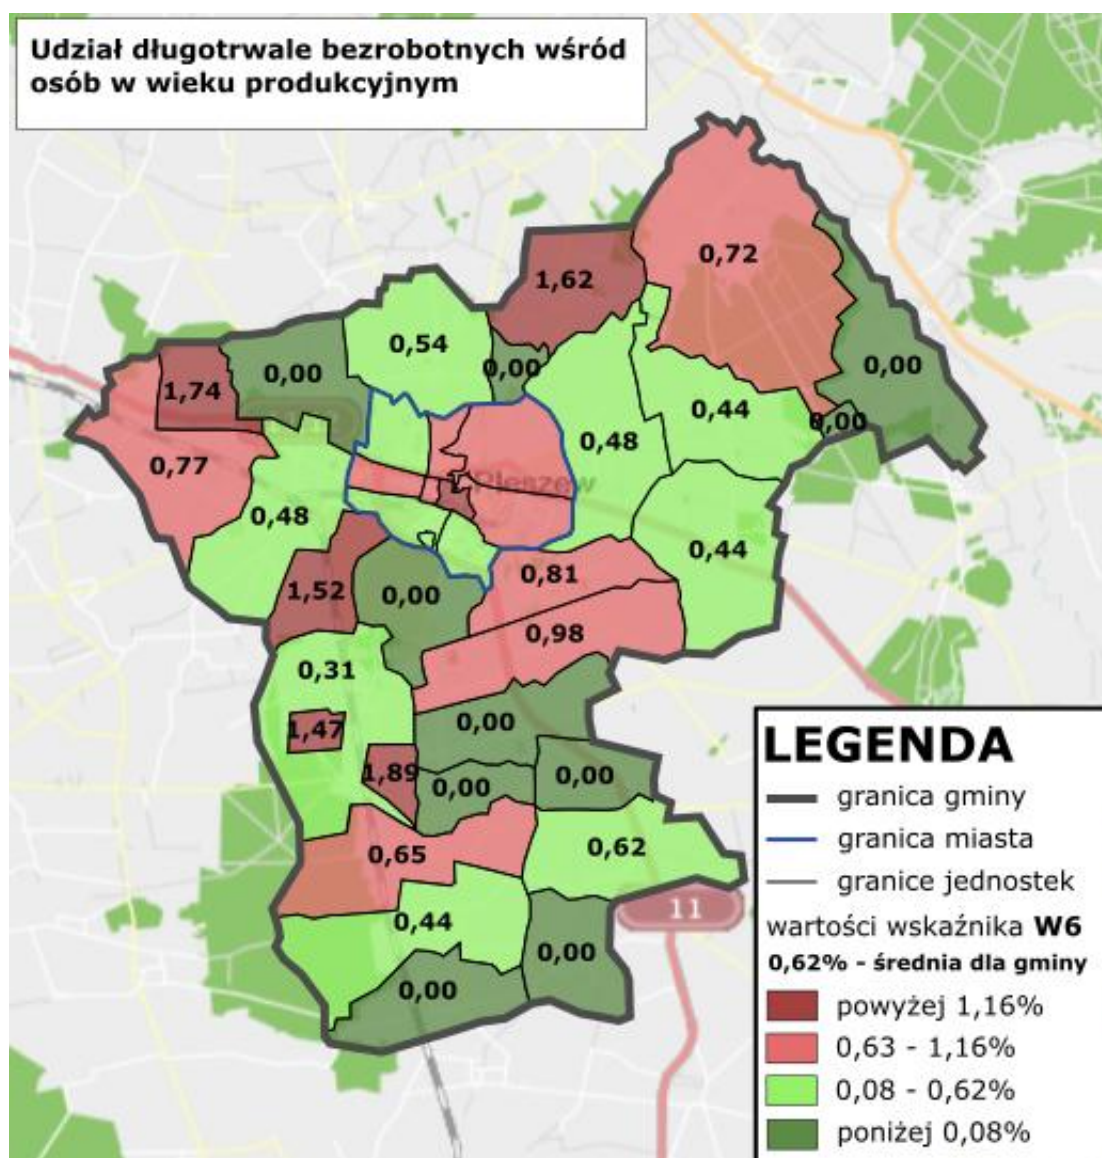 Udział długotrwale bezrobotnych wśród
osób w wieku produkcyjnym
0,72
1,62
0,54
0,00
0,00
0,00
1,74
0,44
0,00
0,48
0,77
Pleszew
0,48
0,44
0,81
1,52
0,00
0,98
0,31
0,00
1,47
1,89
0,00
0,00
0,65
0,62
0,44
11
0,00
0,00
LEGENDA
granica gminy
granica miasta
granice jednostek
wartości wskaźnika W6
0,62% - średnia dla gminy
powyżej 1,16%
0,63 - 1,16%
0,08 - 0,62%
poniżej 0,08%